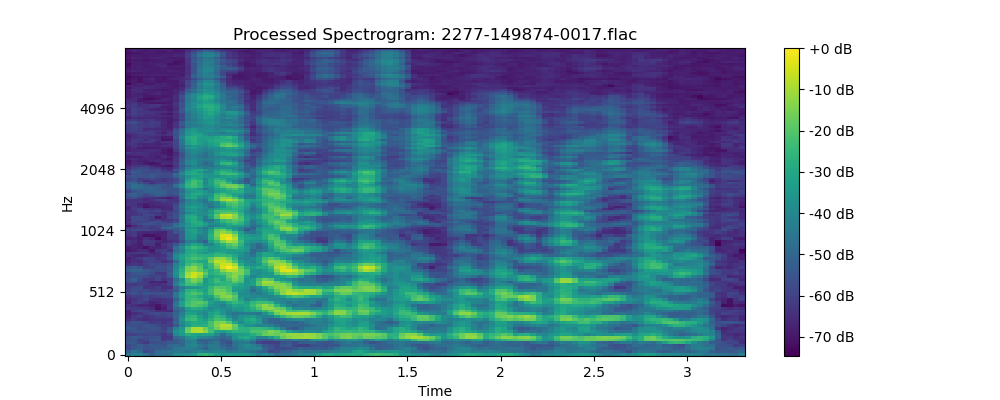 Processed Spectrogram: 2277-149874-0017.flac
Hz
4096
2048
1024
512
0
0
0.5
1
1.5
2
2.5
3
Time
+0 dB
-10 dB
-20 dB
-30 dB
-40 dB
-50 dB
-60 dB
-70 dB